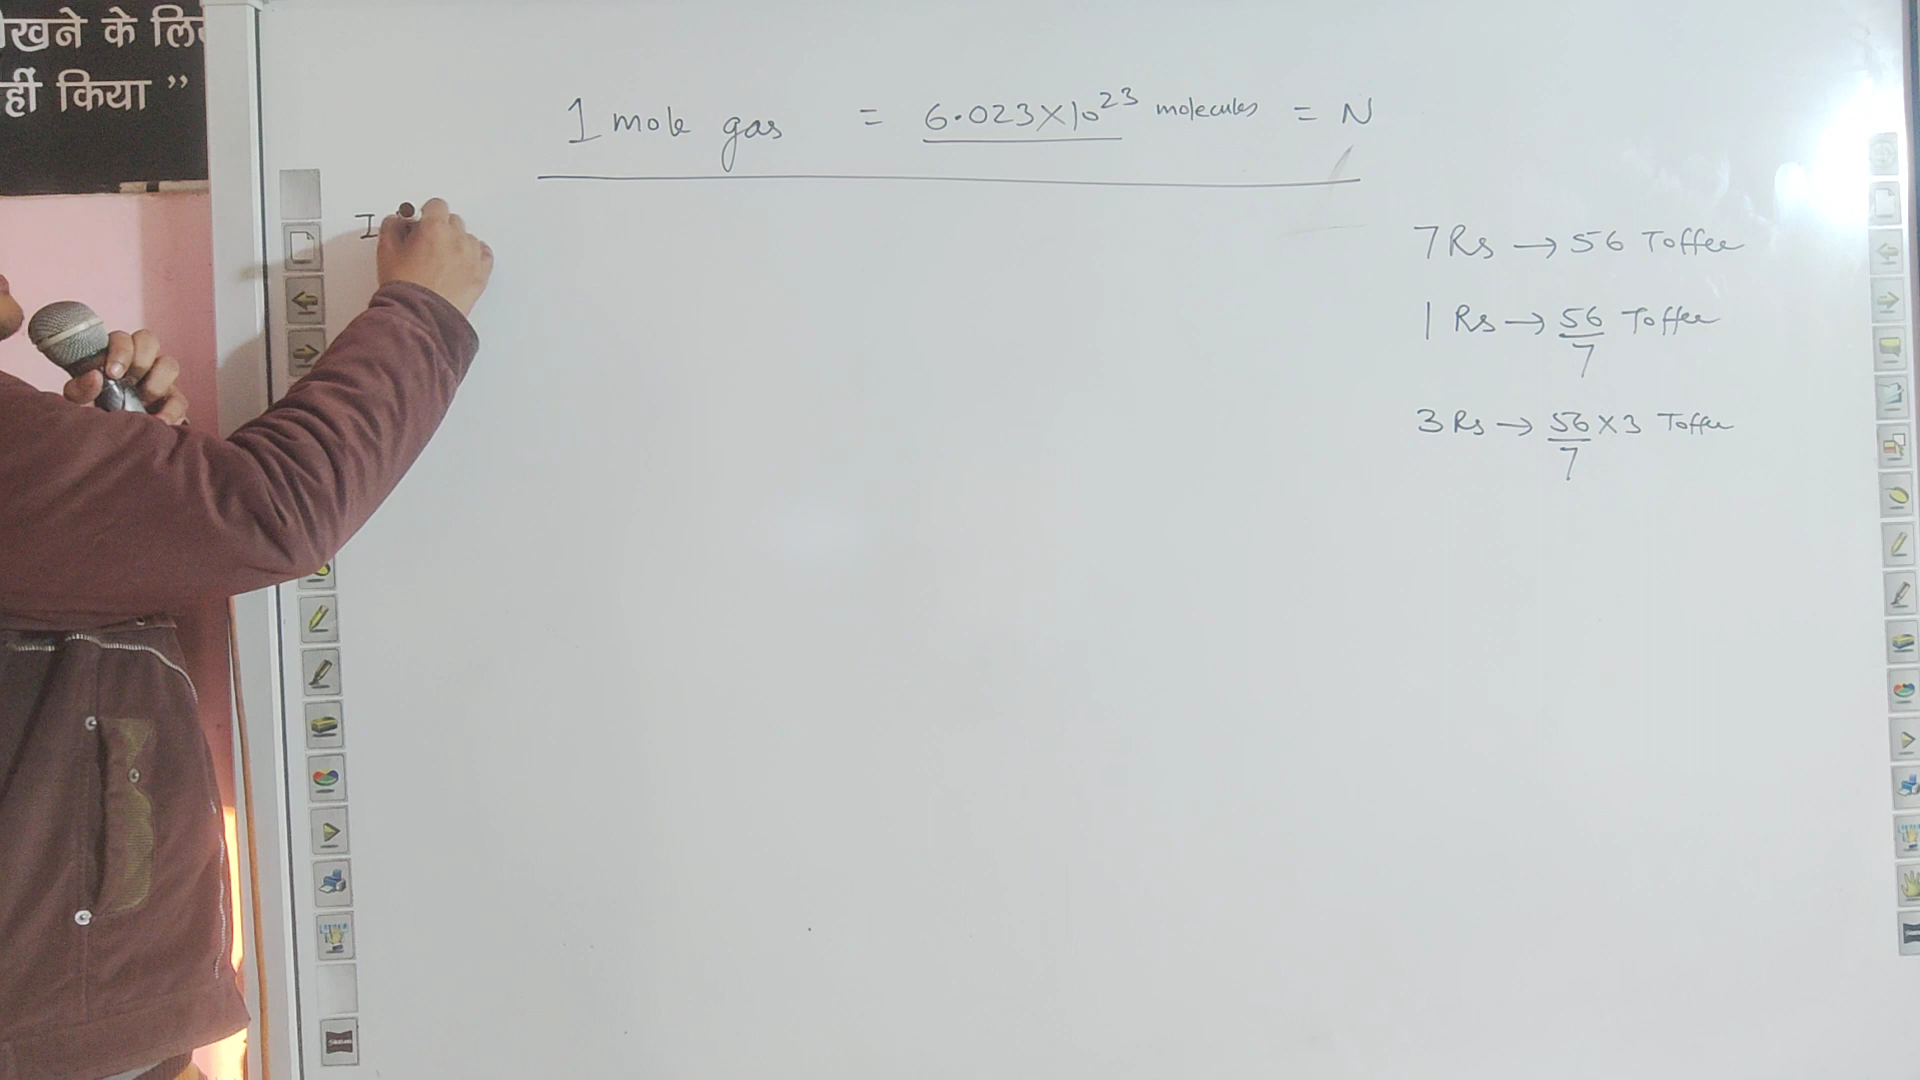 खने के लिए
हीं किया ”
1 mole gas = 6.023×10²³ molecules = N
I
7 Rs → 56 Toffee
1 Rs → 56/7 Toffee
3 Rs → 56/7 × 3 Toffee